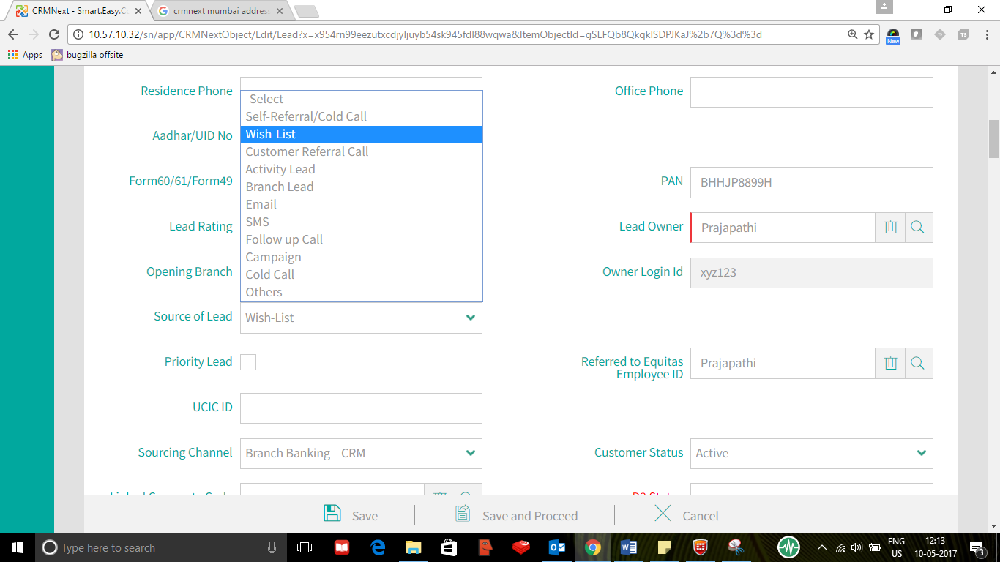 CRMNext - Smart.Easy.Co
crmnext mumbai address
10.57.10.32/sn/app/CRMNextObject/Edit/Lead?x=x954rn99eezutxcdjyljuyb54sk945fdl88wqwa&ItemObjectId=gSEFQb8QkqkISDPJKaJ%2b7Q%3d%3d
New
TS
Apps
bugzilla offsite
Residence Phone
Office Phone
-Select-
Self-Referral/Cold Call
Aadhar/UID No
Wish-List
Customer Referral Call
Activity Lead
Form60/61/Form49
PAN
BHHJP8899H
Branch Lead
Email
SMS
Lead Rating
Lead Owner
Prajapathi
Follow up Call
Campaign
Opening Branch
Owner Login Id
xyz123
Cold Call
Others
Source of Lead
Wish-List
Priority Lead
Referred to Equitas
Employee ID
Prajapathi
UCIC ID
Sourcing Channel
Branch Banking – CRM
Customer Status
Active
Save
Save and Proceed
Cancel
Type here to search
ENG
US
12:13
10-05-2017
3